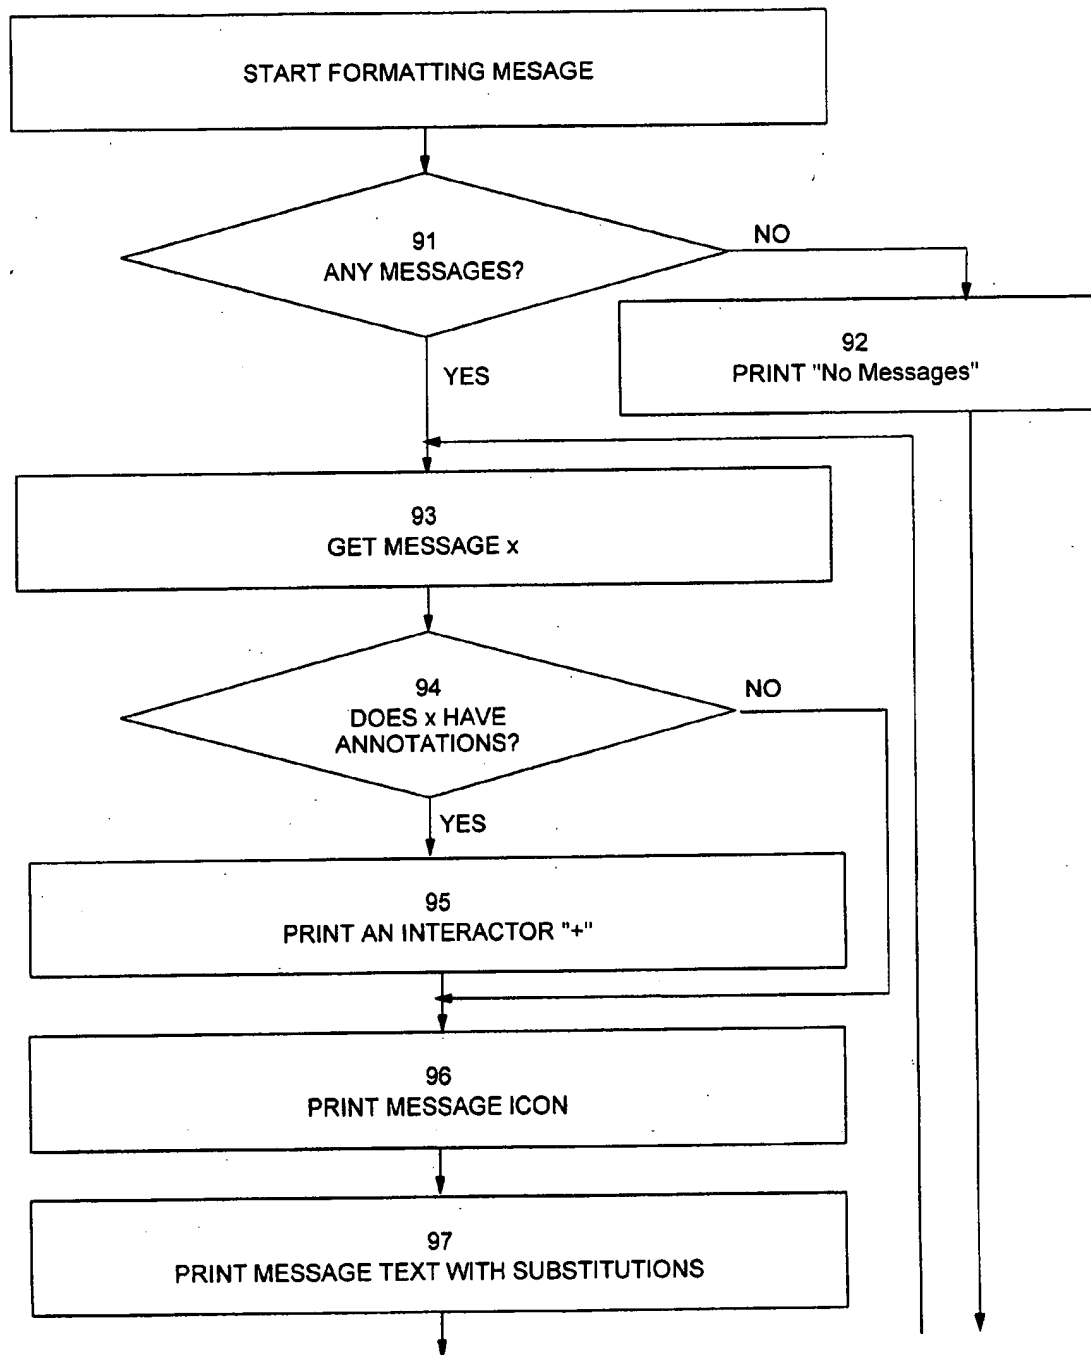 START FORMATTING MESAGE
91
ANY MESSAGES?
NO
92
PRINT "No Messages"
YES
93
GET MESSAGE x
94
DOES x HAVE
ANNOTATIONS?
NO
YES
95
PRINT AN INTERACTOR "+"
96
PRINT MESSAGE ICON
97
PRINT MESSAGE TEXT WITH SUBSTITUTIONS